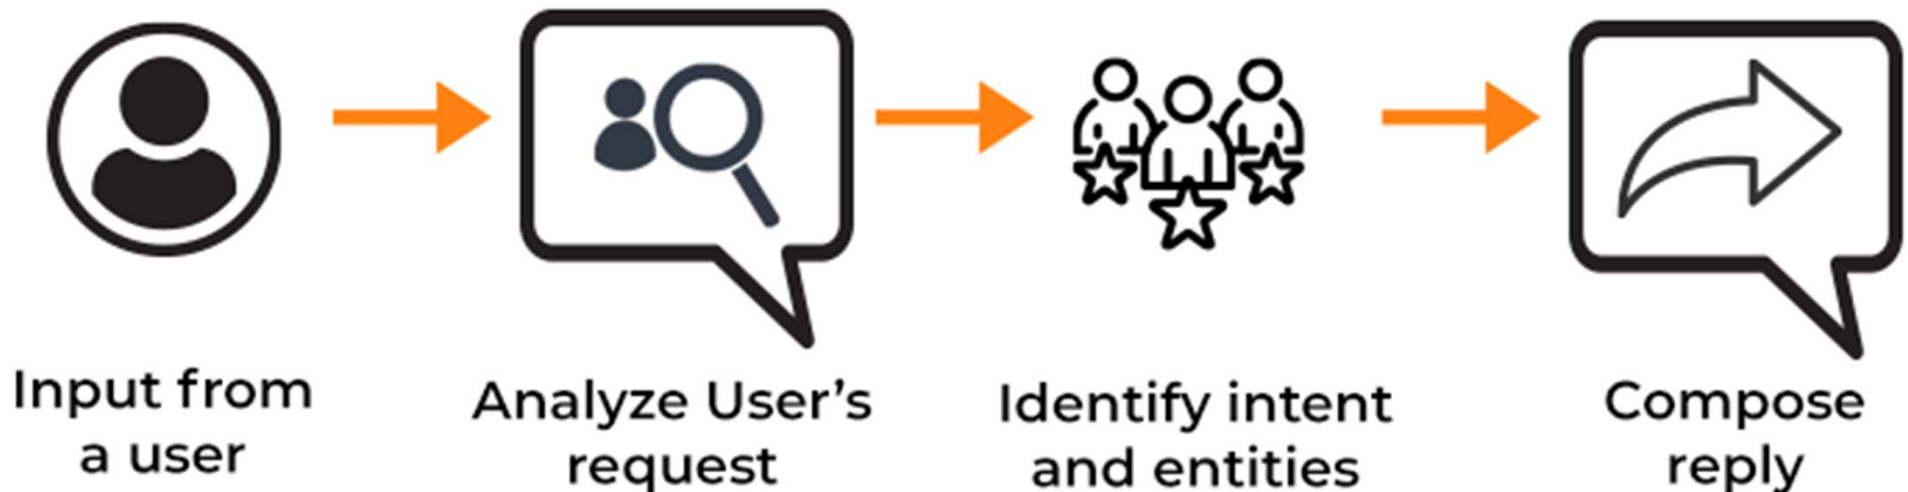 Input from
a user
Analyze User's
request
Identify intent
and entities
Compose
reply